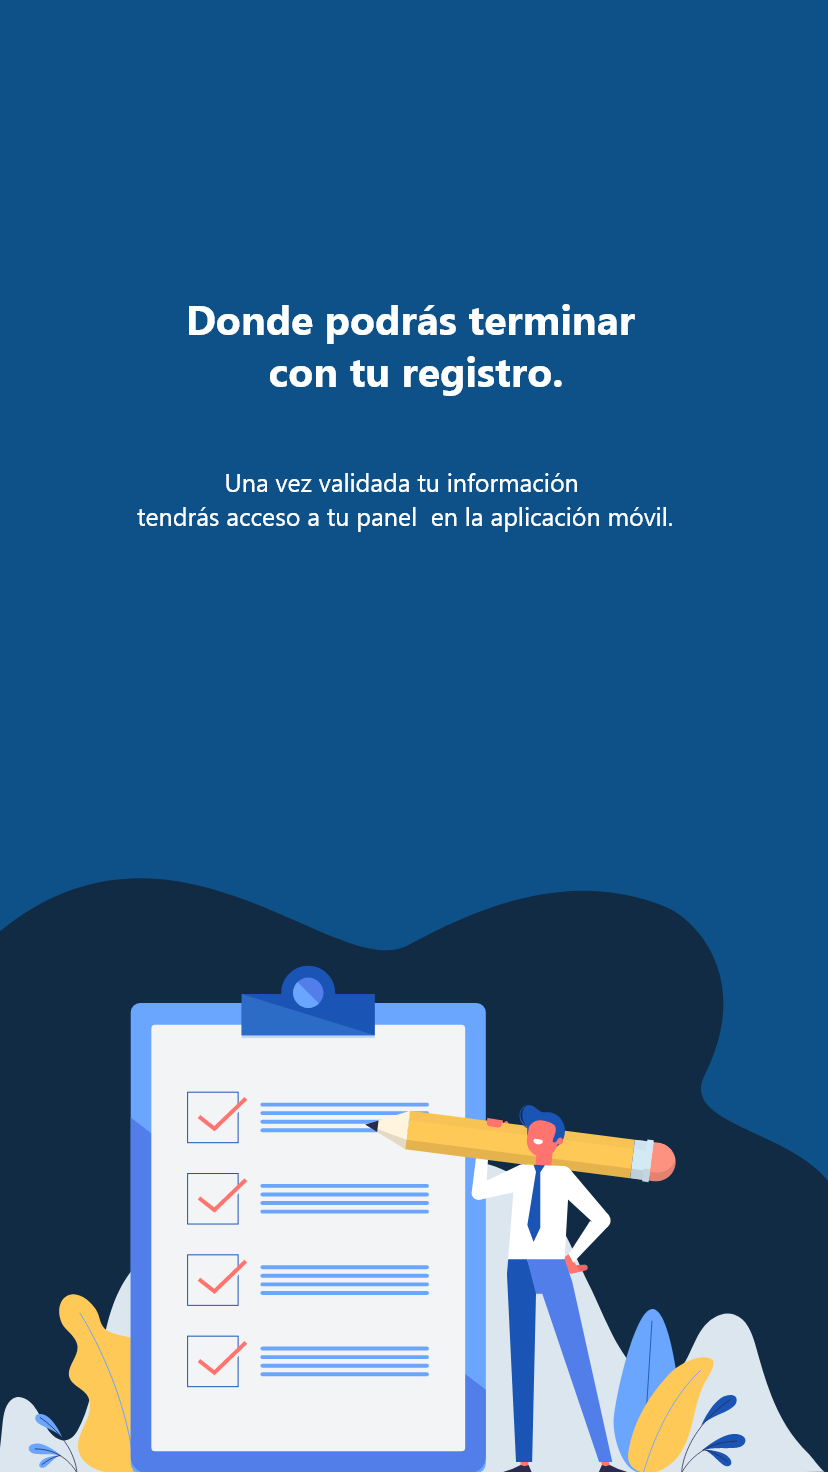 Donde podrás terminar
con tu registro.
Una vez validada tu información
tendrás acceso a tu panel  en la aplicación móvil.